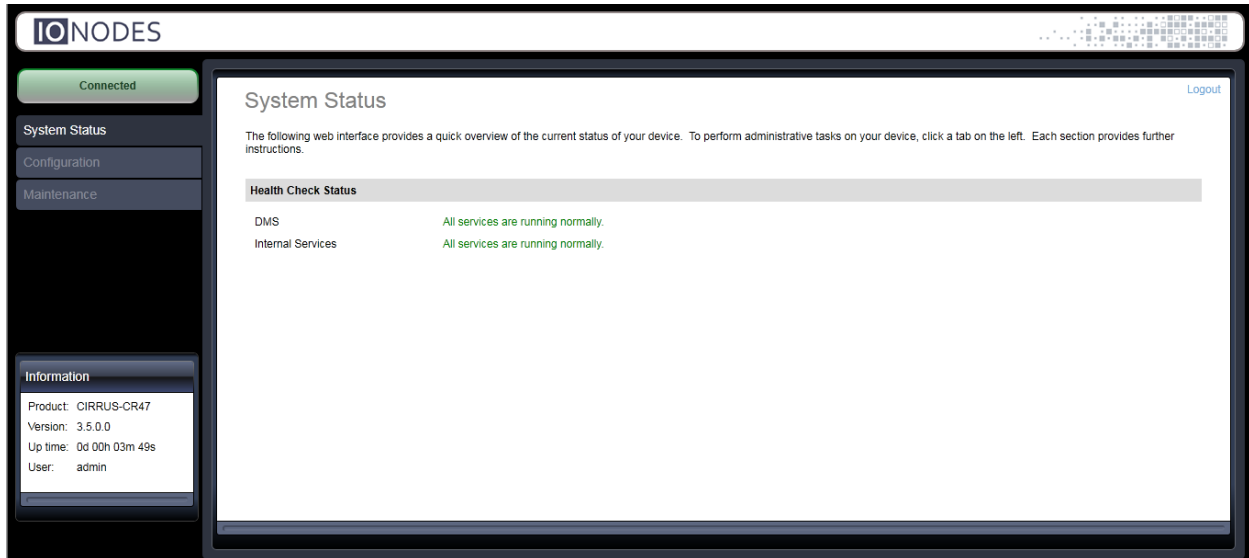 IONODES
Connected
System Status
Configuration
Maintenance
Logout
System Status
The following web interface provides a quick overview of the current status of your device. To perform administrative tasks on your device, click a tab on the left. Each section provides further
instructions.
Health Check Status
DMS All services are running normally.
Internal Services All services are running normally.
Information
Product: CIRRUS-CR47
Version: 3.5.0.0
Up time: 0d 00h 03m 49s
User: admin